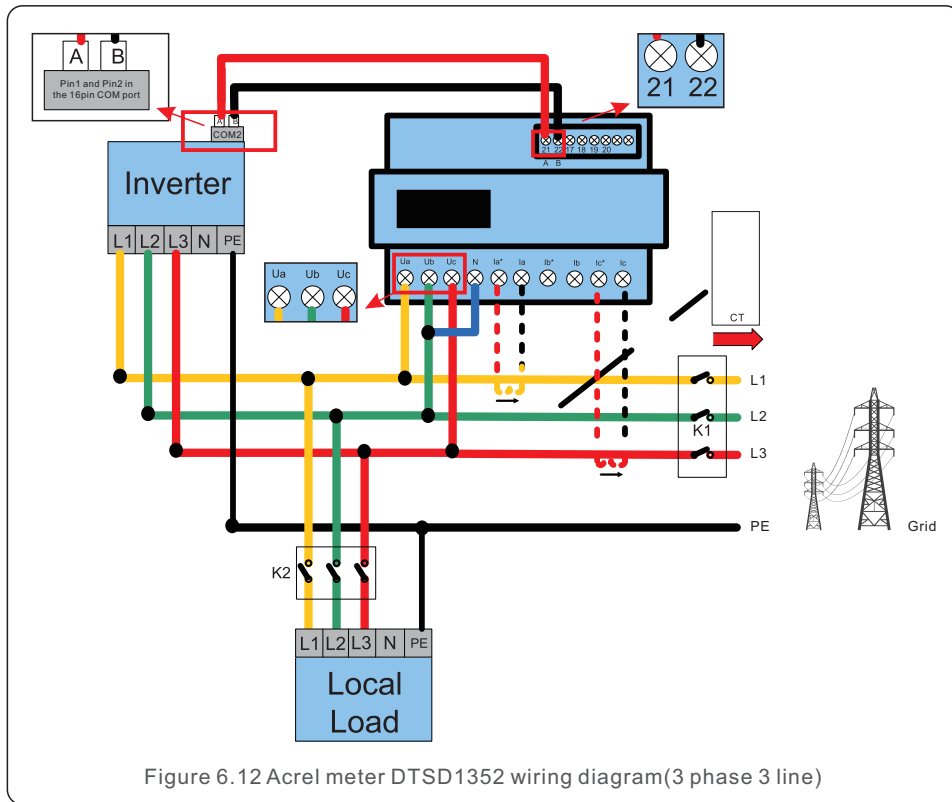 A B
Pin1 and Pin2 in
the 16pin COM port
A B
COM2
Inverter
L1 L2 L3 N PE
21 22
21 22 17 18 19 20
A B
Ua Ub Uc N Ia* Ia Ib* Ib Ic* Ic
Ua Ub Uc
CT
L1
L2
K1
L3
PE
Grid
K2
L1 L2 L3 N PE
Local
Load
Figure 6.12 Acrel meter DTSD1352 wiring diagram(3 phase 3 line)